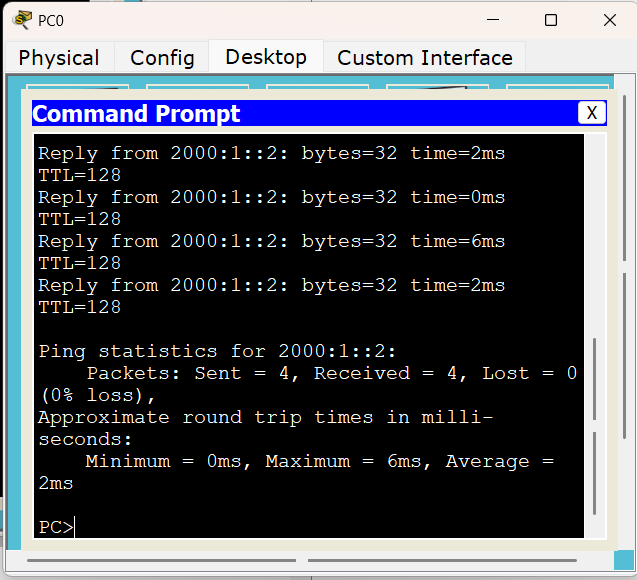 PC0
Physical Config Desktop Custom Interface
Command Prompt X
Reply from 2000:1::2: bytes=32 time=2ms
TTL=128
Reply from 2000:1::2: bytes=32 time=0ms
TTL=128
Reply from 2000:1::2: bytes=32 time=6ms
TTL=128
Reply from 2000:1::2: bytes=32 time=2ms
TTL=128
Ping statistics for 2000:1::2:
Packets: Sent = 4, Received = 4, Lost = 0
(0% loss),
Approximate round trip times in milli-
seconds:
Minimum = 0ms, Maximum = 6ms, Average =
2ms
PC>